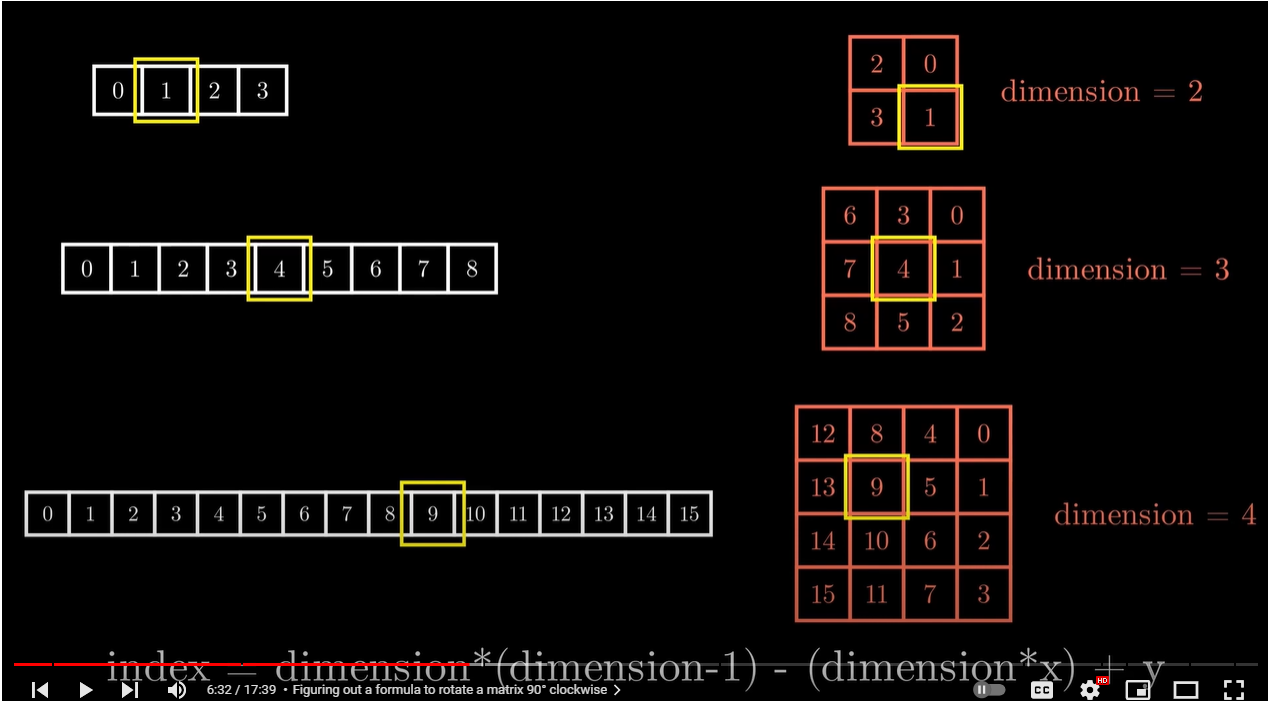 0 1 2 3
2 0
3 1
dimension = 2
0 1 2 3 4 5 6 7 8
6 3 0
7 4 1
8 5 2
dimension = 3
0 1 2 3 4 5 6 7 8 9 10 11 12 13 14 15
12 8 4 0
13 9 5 1
14 10 6 2
15 11 7 3
dimension = 4
index = dimension*(dimension-1) - (dimension*x) + y
6:32 / 17:39 • Figuring out a formula to rotate a matrix 90° clockwise
CC
HD